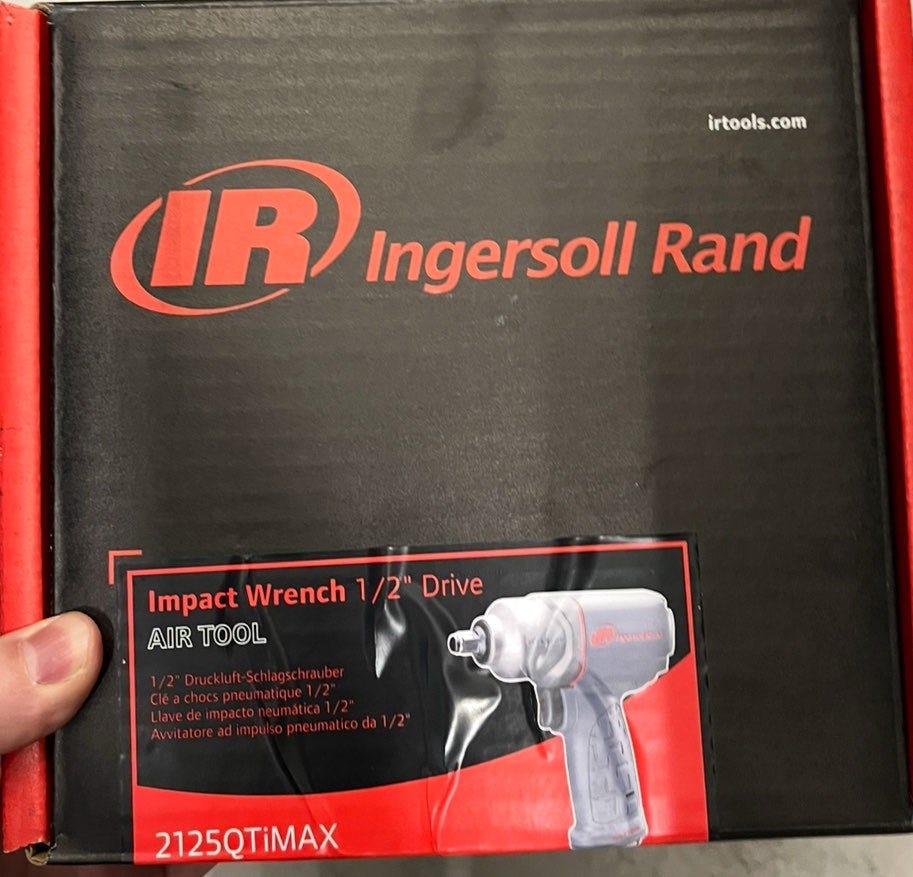 irtools.com
IR Ingersoll Rand
Impact Wrench 1/2" Drive
AIR TOOL
1/2" Druckluft-Schlagschrauber
Clé a chocs pneumatique 1/2"
Llave de impacto neumática 1/2"
Avvitatore ad impulso pneumatico da 1/2"
IR
2125QTiMAX